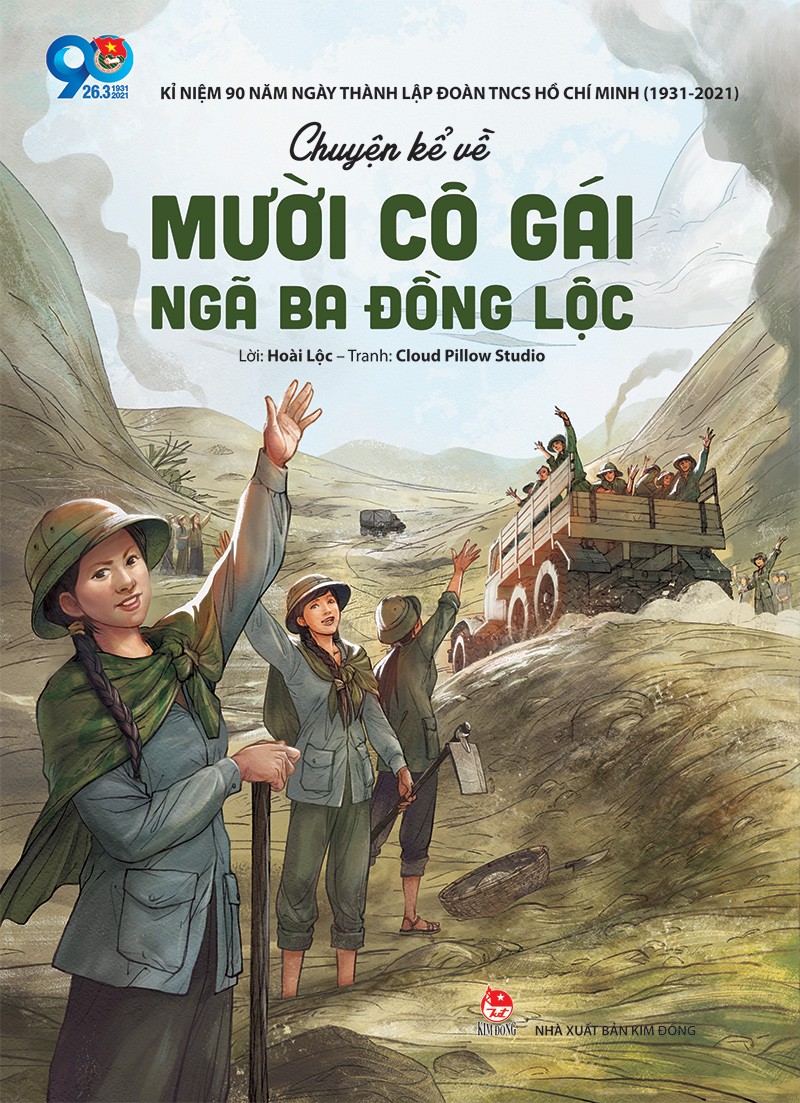 90
26.3 1931
2021
KỈ NIỆM 90 NĂM NGÀY THÀNH LẬP ĐOÀN TNCS HỒ CHÍ MINH (1931-2021)
Chuyện kể về
MƯỜI CÔ GÁI
NGÃ BA ĐỒNG LỘC
Lời: Hoài Lộc – Tranh: Cloud Pillow Studio
KIM ĐỒNG
NHÀ XUẤT BẢN KIM ĐỒNG